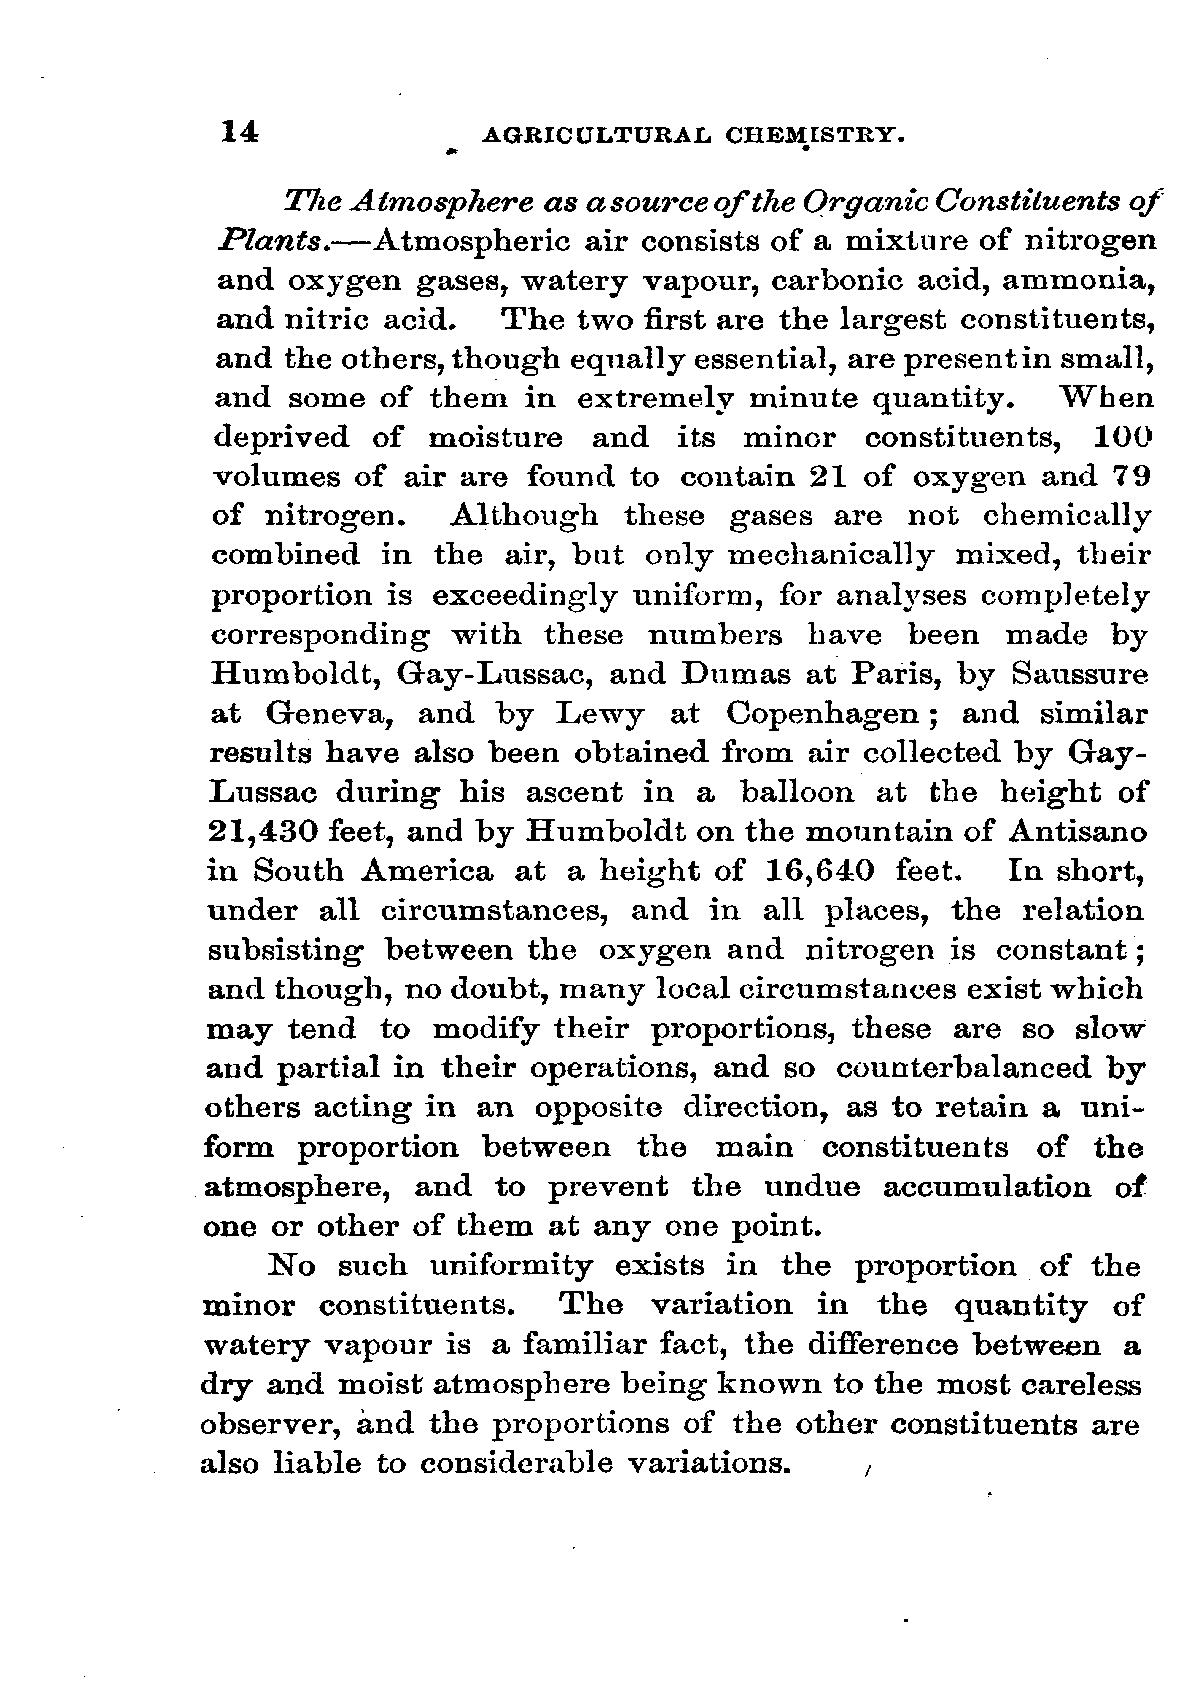 14 AGRICULTURAL CHEMISTRY.
The Atmosphere as a source of the Organic Constituents of
Plants.—Atmospheric air consists of a mixture of nitrogen
and oxygen gases, watery vapour, carbonic acid, ammonia,
and nitric acid. The two first are the largest constituents,
and the others, though equally essential, are present in small,
and some of them in extremely minute quantity. When
deprived of moisture and its minor constituents, 100
volumes of air are found to contain 21 of oxygen and 79
of nitrogen. Although these gases are not chemically
combined in the air, but only mechanically mixed, their
proportion is exceedingly uniform, for analyses completely
corresponding with these numbers have been made by
Humboldt, Gay-Lussac, and Dumas at Paris, by Saussure
at Geneva, and by Lewy at Copenhagen; and similar
results have also been obtained from air collected by Gay-
Lussac during his ascent in a balloon at the height of
21,430 feet, and by Humboldt on the mountain of Antisano
in South America at a height of 16,640 feet. In short,
under all circumstances, and in all places, the relation
subsisting between the oxygen and nitrogen is constant;
and though, no doubt, many local circumstances exist which
may tend to modify their proportions, these are so slow
and partial in their operations, and so counterbalanced by
others acting in an opposite direction, as to retain a uni-
form proportion between the main constituents of the
atmosphere, and to prevent the undue accumulation of
one or other of them at any one point.
No such uniformity exists in the proportion of the
minor constituents. The variation in the quantity of
watery vapour is a familiar fact, the difference between a
dry and moist atmosphere being known to the most careless
observer, and the proportions of the other constituents are
also liable to considerable variations.